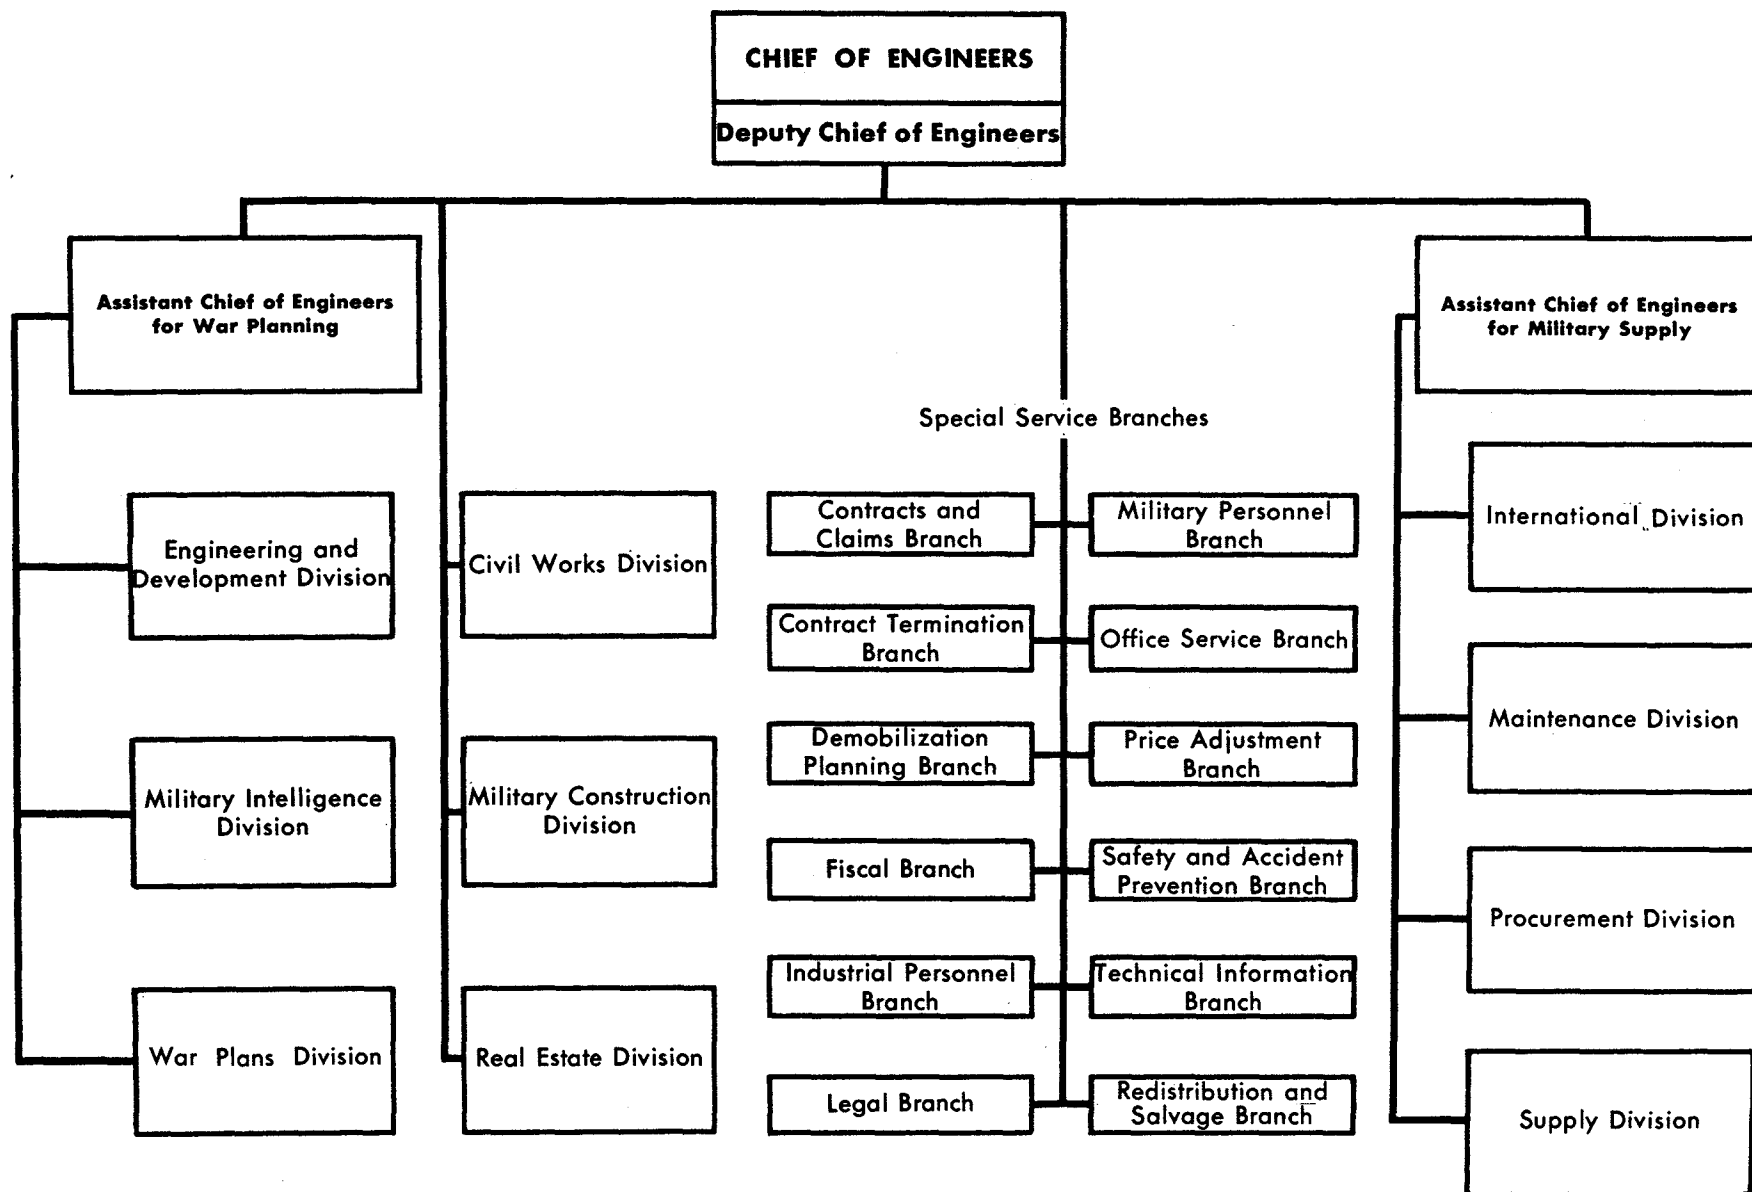 CHIEF OF ENGINEERS
Deputy Chief of Engineers
Assistant Chief of Engineers
for War Planning
Assistant Chief of Engineers
for Military Supply
Special Service Branches
Engineering and
Development Division
Military Intelligence
Division
War Plans Division
Civil Works Division
Military Construction
Division
Real Estate Division
Contracts and
Claims Branch
Military Personnel
Branch
Contract Termination
Branch
Office Service Branch
Demobilization
Planning Branch
Price Adjustment
Branch
Fiscal Branch
Safety and Accident
Prevention Branch
Industrial Personnel
Branch
Technical Information
Branch
Legal Branch
Redistribution and
Salvage Branch
International Division
Maintenance Division
Procurement Division
Supply Division